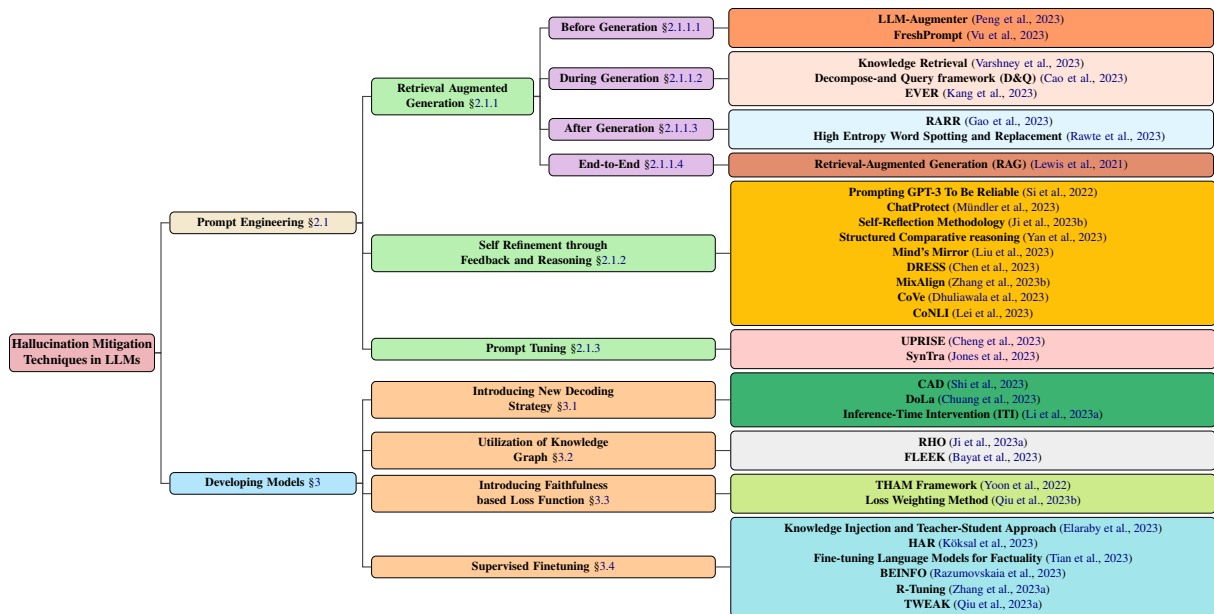 Hallucination Mitigation
Techniques in LLMs
Prompt Engineering §2.1
Retrieval Augmented
Generation §2.1.1
Before Generation §2.1.1.1
LLM-Augmenter (Peng et al., 2023)
FreshPrompt (Vu et al., 2023)
During Generation §2.1.1.2
Knowledge Retrieval (Varshney et al., 2023)
Decompose-and Query framework (D&Q) (Cao et al., 2023)
EVER (Kang et al., 2023)
After Generation §2.1.1.3
RARR (Gao et al., 2023)
High Entropy Word Spotting and Replacement (Rawte et al., 2023)
End-to-End §2.1.1.4
Retrieval-Augmented Generation (RAG) (Lewis et al., 2021)
Self Refinement through
Feedback and Reasoning §2.1.2
Prompting GPT-3 To Be Reliable (Si et al., 2022)
ChatProtect (Mündler et al., 2023)
Self-Reflection Methodology (Ji et al., 2023b)
Structured Comparative reasoning (Yan et al., 2023)
Mind's Mirror (Liu et al., 2023)
DRESS (Chen et al., 2023)
MixAlign (Zhang et al., 2023b)
CoVe (Dhuliawala et al., 2023)
CoNLI (Lei et al., 2023)
Prompt Tuning §2.1.3
UPRISE (Cheng et al., 2023)
SynTra (Jones et al., 2023)
Developing Models §3
Introducing New Decoding
Strategy §3.1
CAD (Shi et al., 2023)
DoLa (Chuang et al., 2023)
Inference-Time Intervention (ITI) (Li et al., 2023a)
Utilization of Knowledge
Graph §3.2
RHO (Ji et al., 2023a)
FLEEK (Bayat et al., 2023)
Introducing Faithfulness
based Loss Function §3.3
THAM Framework (Yoon et al., 2022)
Loss Weighting Method (Qiu et al., 2023b)
Supervised Finetuning §3.4
Knowledge Injection and Teacher-Student Approach (Elaraby et al., 2023)
HAR (Köksal et al., 2023)
Fine-tuning Language Models for Factuality (Tian et al., 2023)
BEINFO (Razumovskaia et al., 2023)
R-Tuning (Zhang et al., 2023a)
TWEAK (Qiu et al., 2023a)